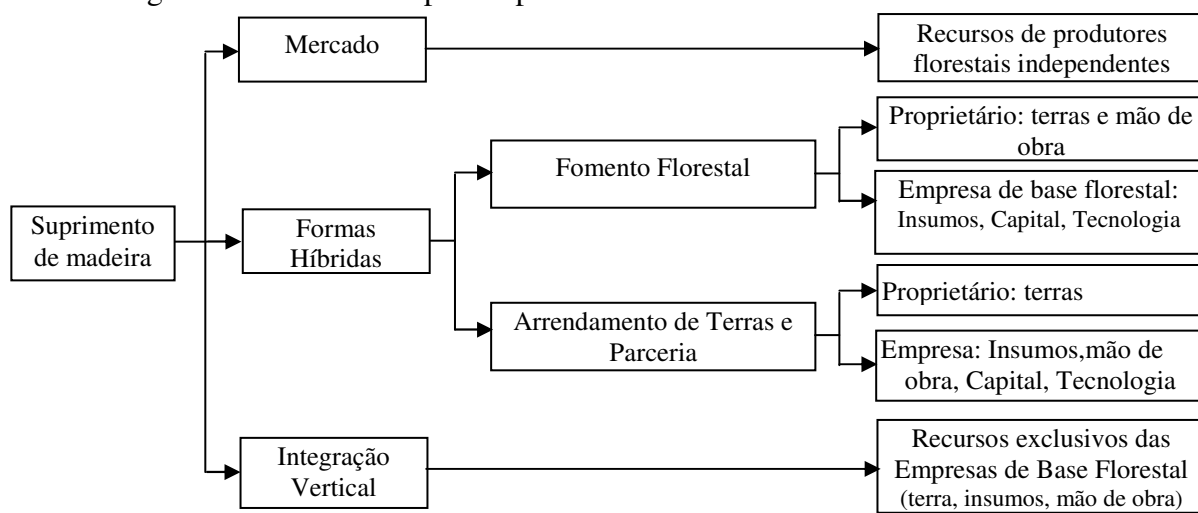 Mercado
Recursos de produtores
florestais independentes
Proprietário: terras e mão de
obra
Fomento Florestal
Empresa de base florestal:
Insumos, Capital, Tecnologia
Suprimento
de madeira
Formas
Híbridas
Proprietário: terras
Arrendamento de Terras e
Parceria
Empresa: Insumos,mão de
obra, Capital, Tecnologia
Integração
Vertical
Recursos exclusivos das
Empresas de Base Florestal
(terra, insumos, mão de obra)